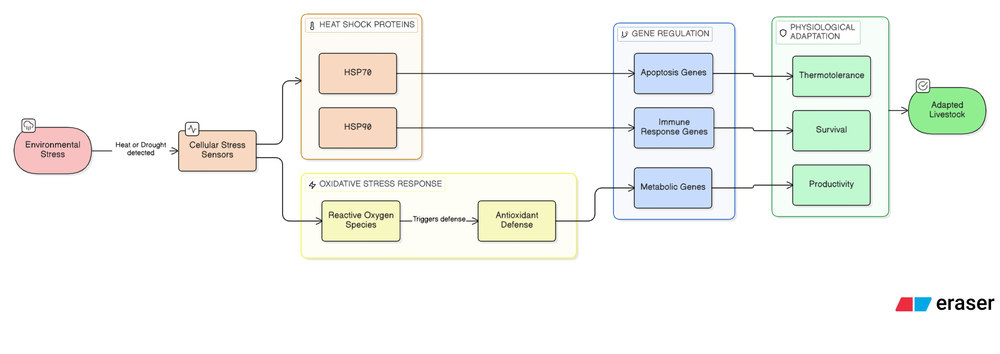 Environmental
Stress
Heat or Drought
detected
Cellular Stress
Sensors
HEAT SHOCK PROTEINS
HSP70
HSP90
OXIDATIVE STRESS RESPONSE
Reactive Oxygen
Species
Triggers defense
Antioxidant
Defense
GENE REGULATION
Apoptosis Genes
Immune
Response Genes
Metabolic Genes
PHYSIOLOGICAL
ADAPTATION
Thermotolerance
Survival
Productivity
Adapted
Livestock
eraser